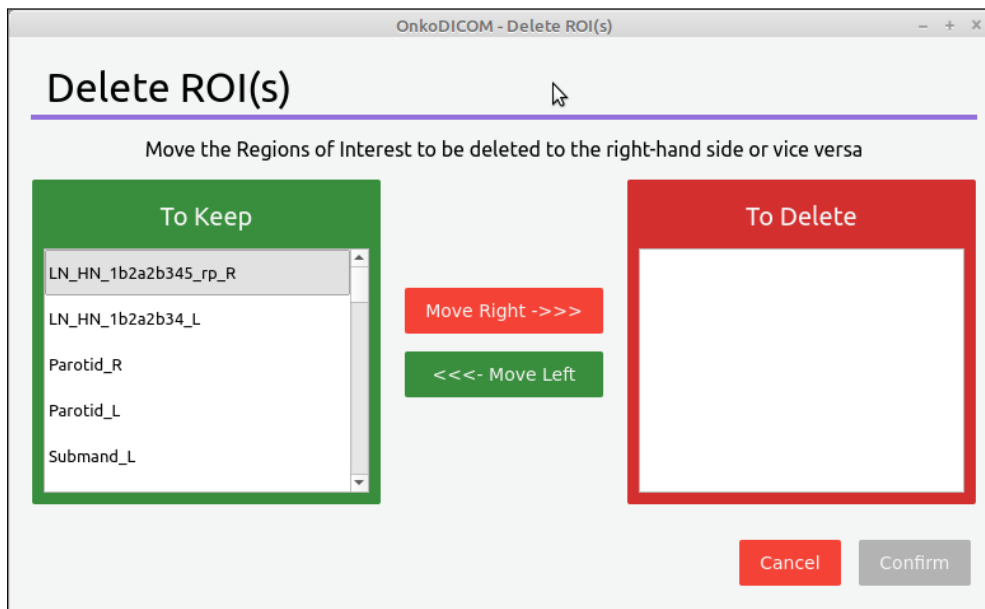 OnkoDICOM - Delete ROI(s)
Delete ROI(s)
Move the Regions of Interest to be deleted to the right-hand side or vice versa
To Keep
LN_HN_1b2a2b345_rp_R
LN_HN_1b2a2b34_L
Parotid_R
Parotid_L
Submand_L
Move Right ->>>
<<<- Move Left
To Delete
Cancel
Confirm